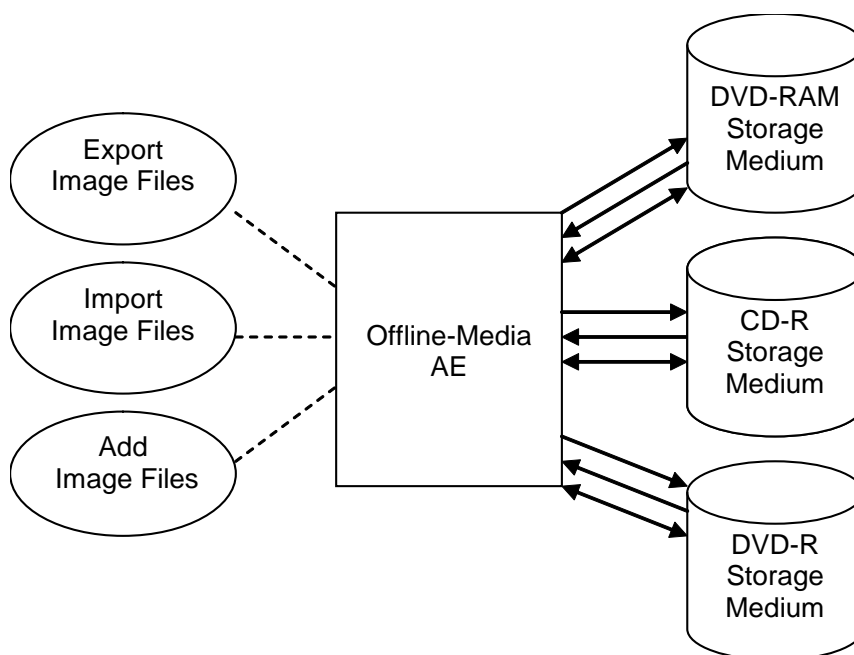 Export
Image Files
Import
Image Files
Add
Image Files
Offline-Media
AE
DVD-RAM
Storage
Medium
CD-R
Storage
Medium
DVD-R
Storage
Medium